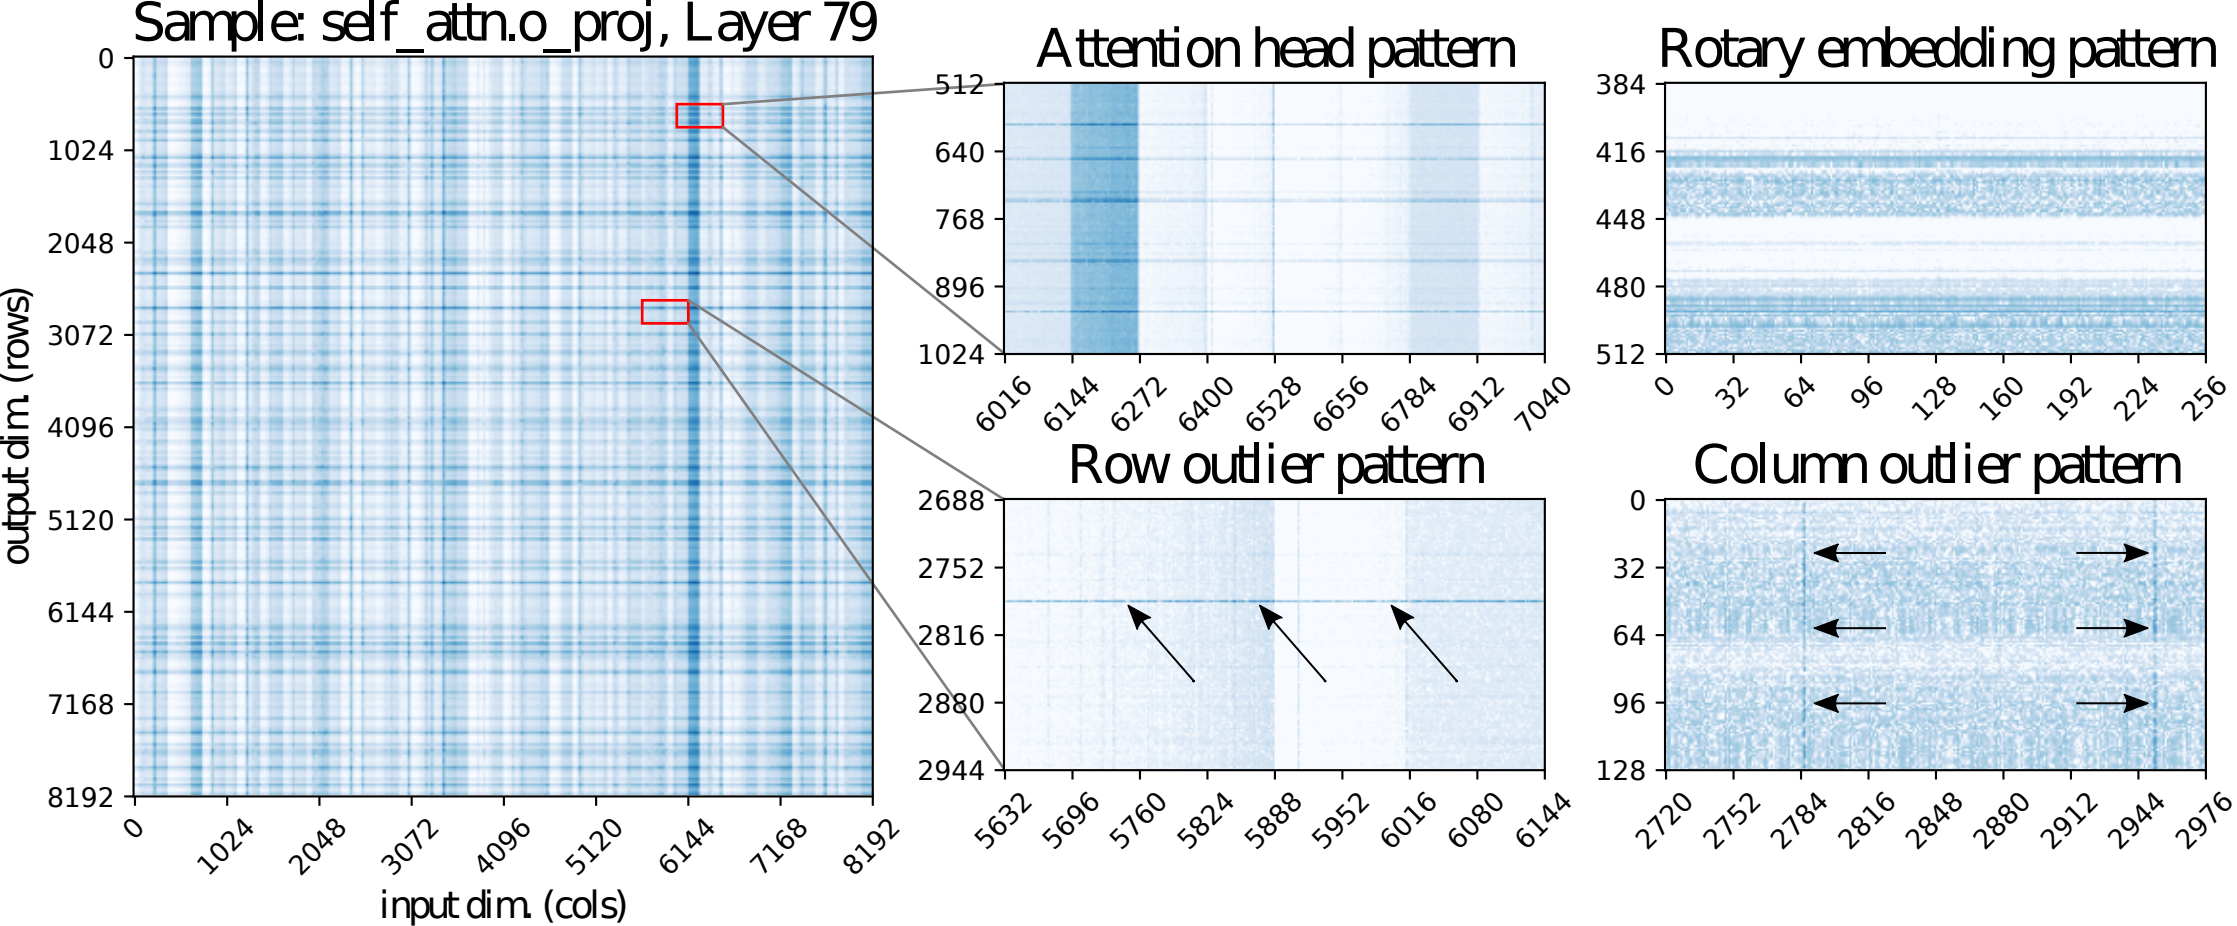 Sample: self_attn.o_proj, Layer 79
0
1024
2048
3072
4096
5120
6144
7168
8192
output dim. (rows)
0 1024 2048 3072 4096 5120 6144 7168 8192
input dim. (cols)
Attention head pattern
512
640
768
896
1024
6016 6144 6272 6400 6528 6656 6784 6912 7040
Rotary embedding pattern
384
416
448
480
512
0 32 64 96 128 160 192 224 256
Row outlier pattern
2688
2752
2816
2880
2944
5632 5696 5760 5824 5888 5952 6016 6080 6144
Column outlier pattern
0
32
64
96
128
2720 2752 2784 2816 2848 2880 2912 2944 2976